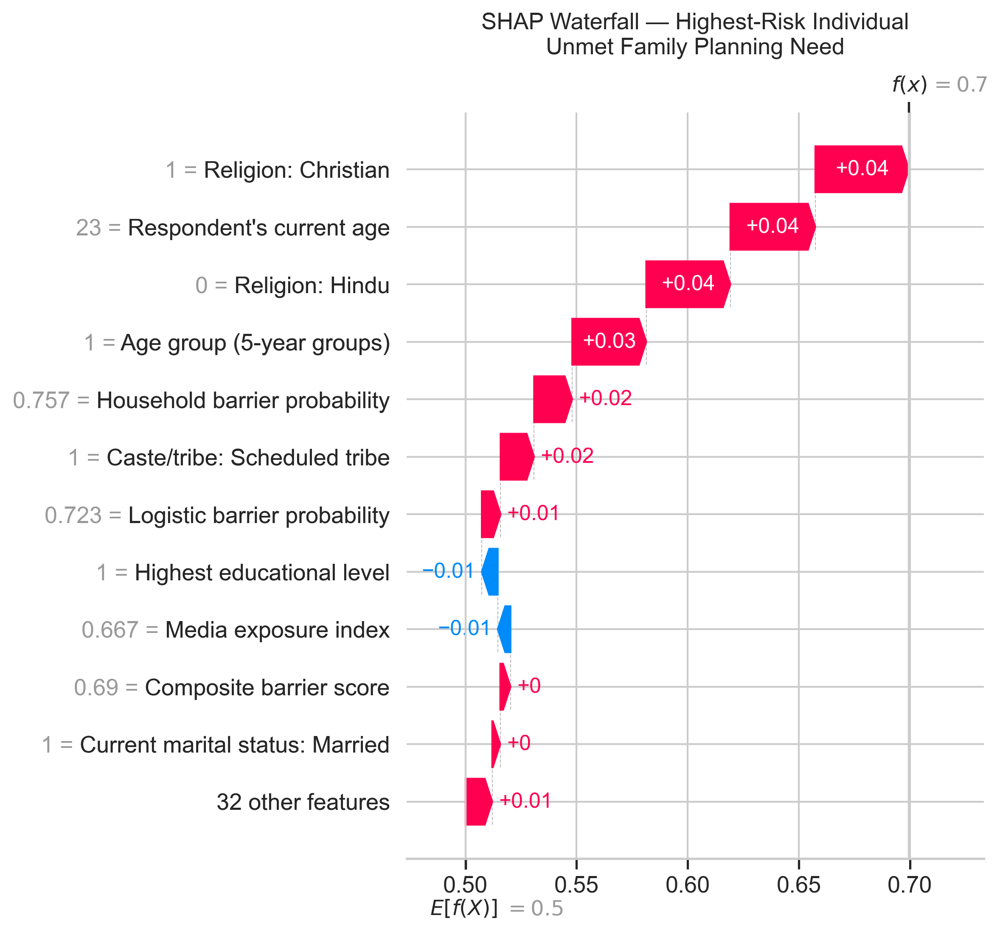 SHAP Waterfall — Highest-Risk Individual
Unmet Family Planning Need
f(x) = 0.7
1 = Religion: Christian
+0.04
23 = Respondent's current age
+0.04
0 = Religion: Hindu
+0.04
1 = Age group (5-year groups)
+0.03
0.757 = Household barrier probability
+0.02
1 = Caste/tribe: Scheduled tribe
+0.02
0.723 = Logistic barrier probability
+0.01
1 = Highest educational level
−0.01
0.667 = Media exposure index
−0.01
0.69 = Composite barrier score
+0
1 = Current marital status: Married
+0
32 other features
+0.01
0.50 0.55 0.60 0.65 0.70
E[f(X)] = 0.5